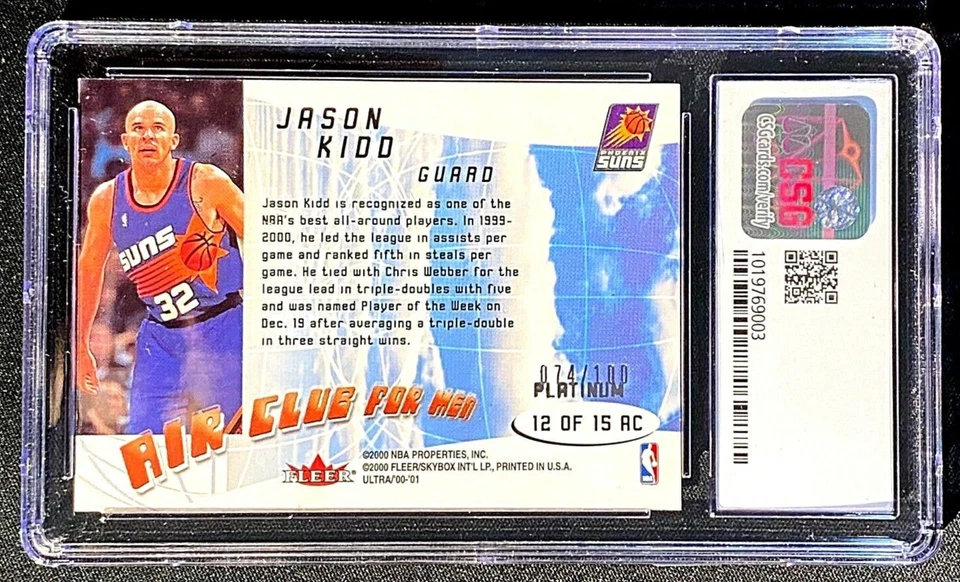 JASON
KIDD
GUARD
PHOENIX
SUNS
Jason Kidd is recognized as one of the
NBA's best all-around players. In 1999-
2000, he led the league in assists per
game and ranked fifth in steals per
game. He tied with Chris Webber for the
league lead in triple-doubles with five
and was named Player of the Week on
Dec. 19 after averaging a triple-double
in three straight wins.
SUNS
32
074/100
PLATINUM
12 OF 15 AC
AIR CLUB FOR MEN
FLEER
©2000 NBA PROPERTIES, INC.
©2000 FLEER/SKYBOX INT'L LP., PRINTED IN U.S.A.
ULTRA/'00-'01
NBA
CSG
CSGcards.com/verify
1019769003